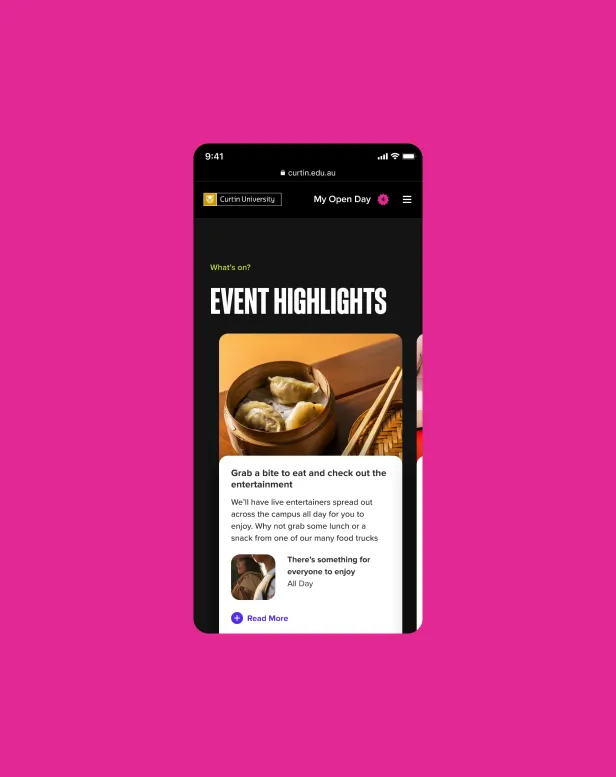 9:41
curtin.edu.au
Curtin University
My Open Day 4
What's on?
EVENT HIGHLIGHTS
Grab a bite to eat and check out the
entertainment
We'll have live entertainers spread out
across the campus all day for you to
enjoy. Why not grab some lunch or a
snack from one of our many food trucks
There's something for
everyone to enjoy
All Day
Read More